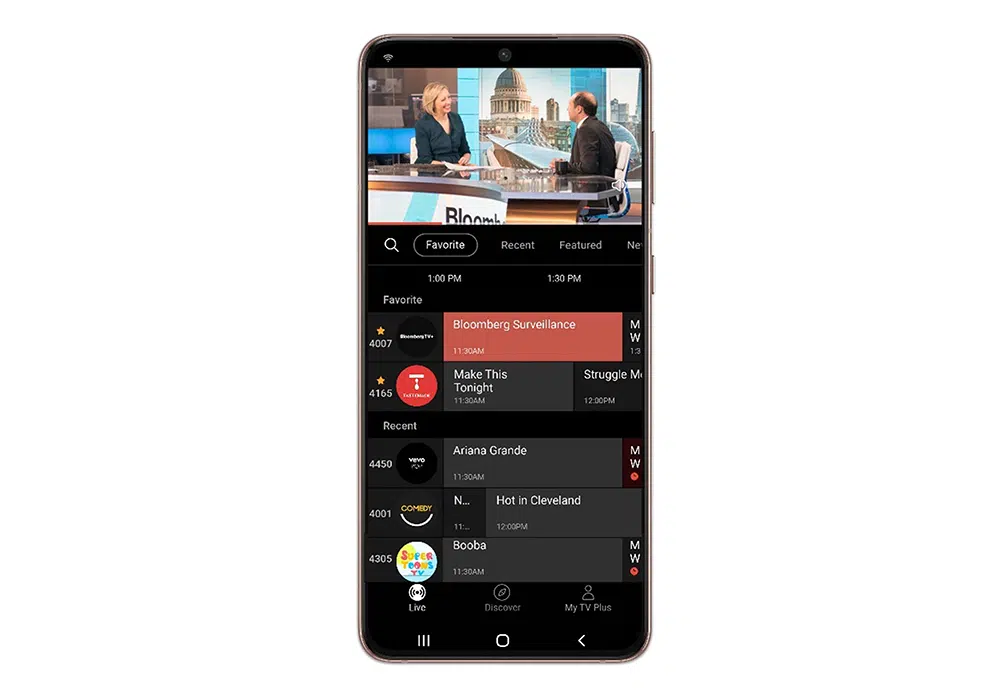 Bloomb
Favorite Recent Featured Ne
1:00 PM 1:30 PM
Favorite
4007 BloombergTV+ Bloomberg Surveillance M
W
11:30AM 1:3
4165 TASTEMADE Make This Struggle M
Tonight
11:30AM 12:00PM
Recent
4450 vevo Ariana Grande M
W
11:30AM
4001 COMEDY N... Hot in Cleveland
11:.. 12:00PM
4305 SUPER TOONS TV Booba M
W
11:30AM
Live Discover My TV Plus